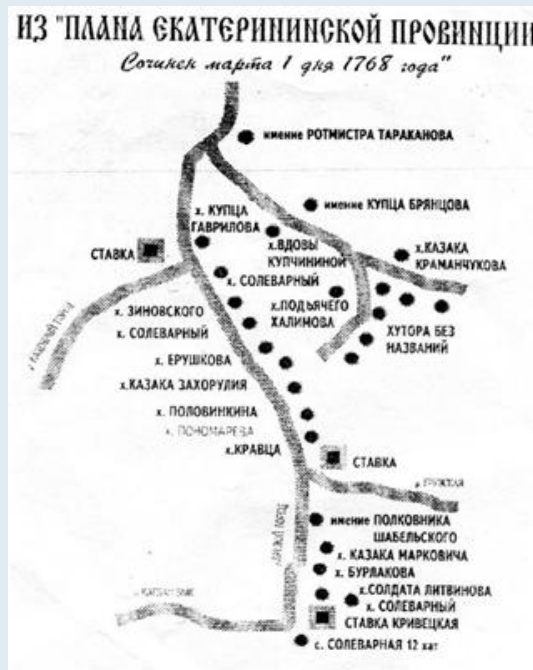 ИЗ "ПЛАНА ЕКАТЕРИНИНСКОЙ ПРОВИНЦИИ
Сочинен марта 1 дня 1768 года"
имение РОТМИСТРА ТАРАКАНОВА
имение КУПЦА БРЯНЦОВА
х. КУПЦА
ГАВРИЛОВА
х.ВДОВЫ
КУПЧИНИНОЙ
х.КАЗАКА
КРАМАНЧУКОВА
СТАВКА
х. СОЛЕВАРНЫЙ
х.ПОДЪЯЧЕГО
ХАЛИМОВА
х. ЗИНОВСКОГО
х. СОЛЕВАРНЫЙ
ХУТОРА БЕЗ
НАЗВАНИЙ
х. ЕРУШКОВА
х.КАЗАКА ЗАХОРУЛИЯ
х. ПОЛОВИНКИНА
х. ПОНОМАРЕВА
х.КРАВЦА
СТАВКА
имение ПОЛКОВНИКА
ШАБЕЛЬСКОГО
х. КАЗАКА МАРКОВИЧА
х. БУРЛАКОВА
х.СОЛДАТА ЛИТВИНОВА
х. СОЛЕВАРНЫЙ
СТАВКА КРИВЕЦКАЯ
с. СОЛЕВАРНАЯ 12 хат